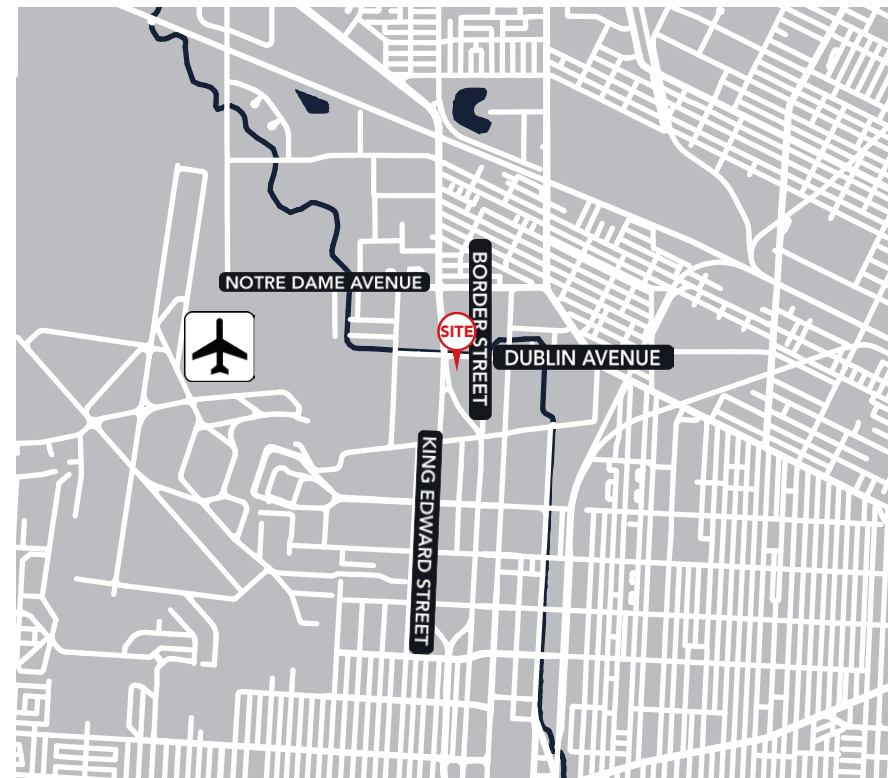 NOTRE DAME AVENUE
BORDER STREET
SITE
DUBLIN AVENUE
KING EDWARD STREET